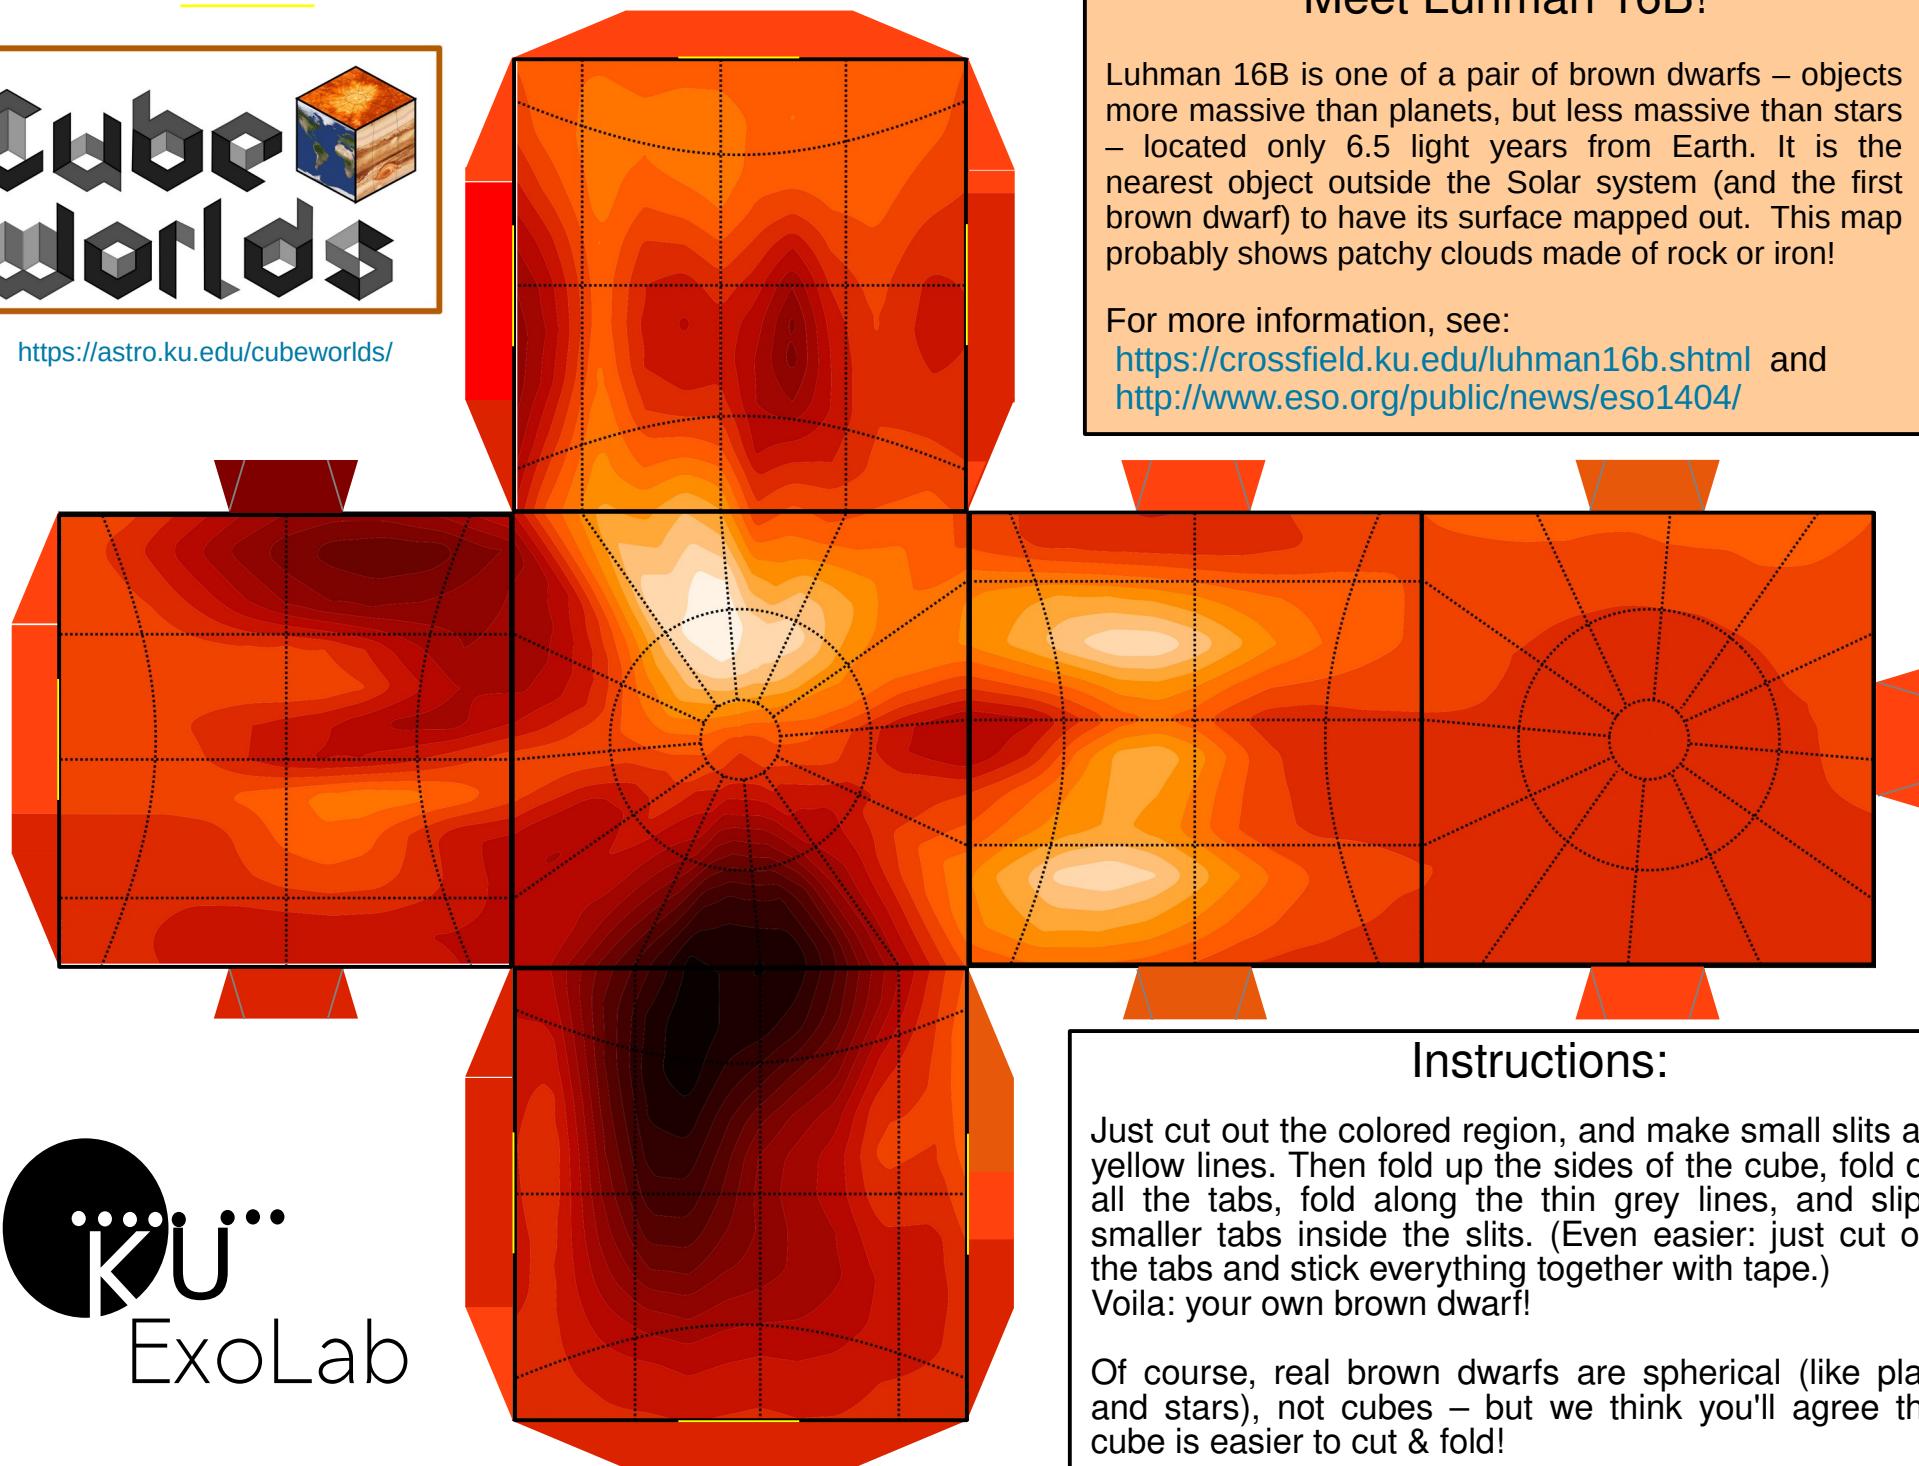 Meet Luhman 16B!
Luhman 16B is one of a pair of brown dwarfs – objects
more massive than planets, but less massive than stars
– located only 6.5 light years from Earth. It is the
nearest object outside the Solar system (and the first
brown dwarf) to have its surface mapped out. This map
probably shows patchy clouds made of rock or iron!
For more information, see:
https://crossfield.ku.edu/luhman16b.shtml and
http://www.eso.org/public/news/eso1404/
Cube
Worlds
https://astro.ku.edu/cubeworlds/
KU
ExoLab
Instructions:
Just cut out the colored region, and make small slits a
yellow lines. Then fold up the sides of the cube, fold
all the tabs, fold along the thin grey lines, and slip
smaller tabs inside the slits. (Even easier: just cut o
the tabs and stick everything together with tape.)
Voila: your own brown dwarf!
Of course, real brown dwarfs are spherical (like pla
and stars), not cubes – but we think you'll agree th
cube is easier to cut & fold!